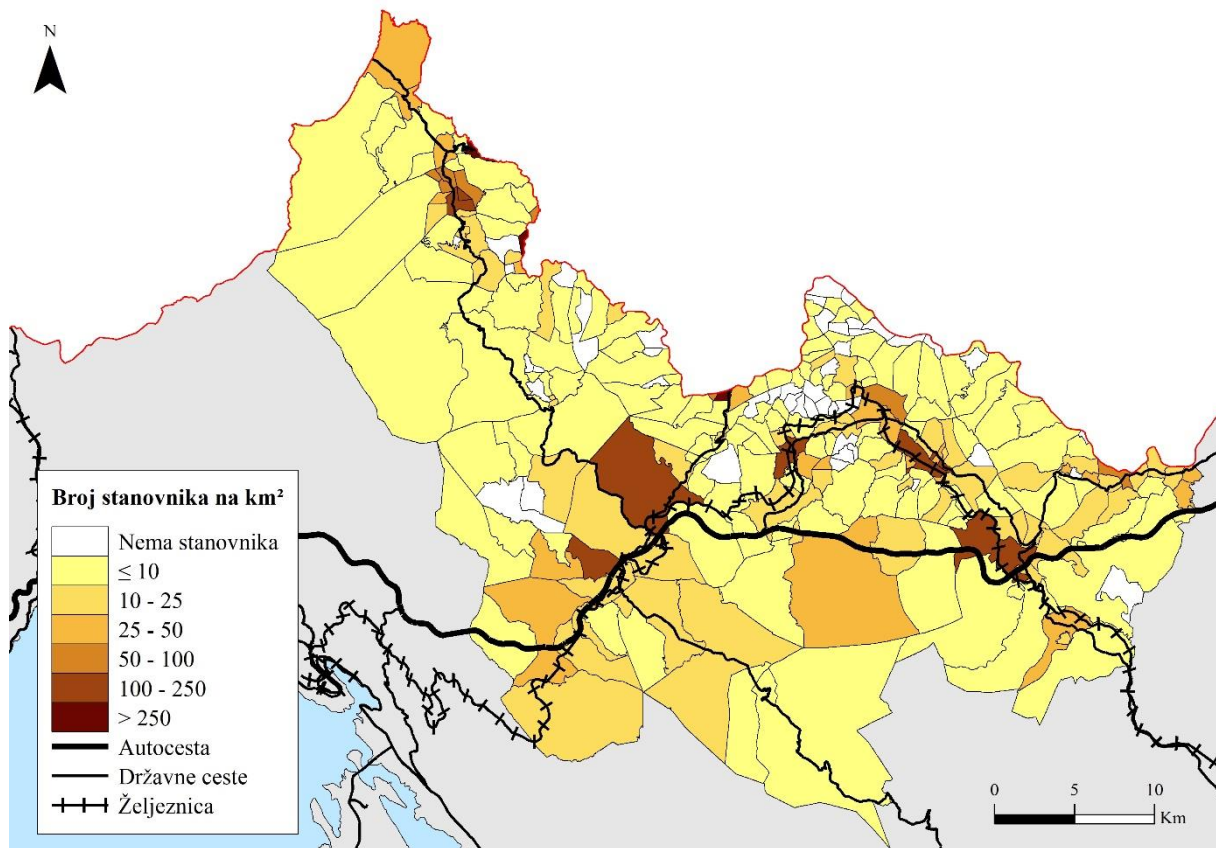 N
Broj stanovnika na km²
Nema stanovnika
≤ 10
10 - 25
25 - 50
50 - 100
100 - 250
> 250
Autocesta
Državne ceste
Željeznica
0 5 10
Km